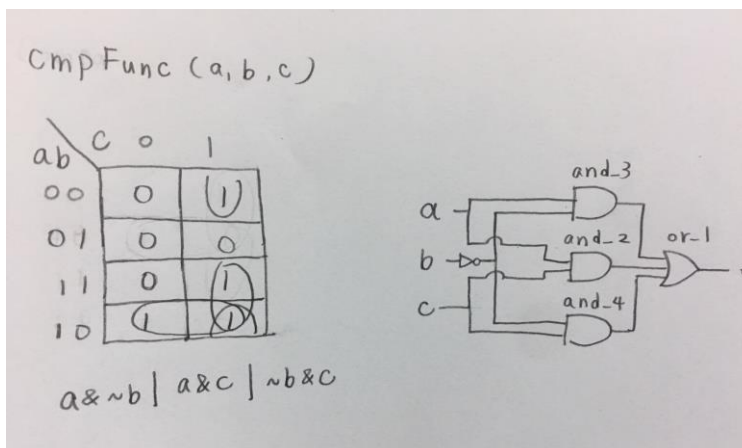 cmpFunc (a, b, c)
c 0 1
ab
00 0 1
01 0 0
11 0 1
10 1 1
a&~b | a&c | ~b&c
and_3
a
and_2 or_1
b
c and_4